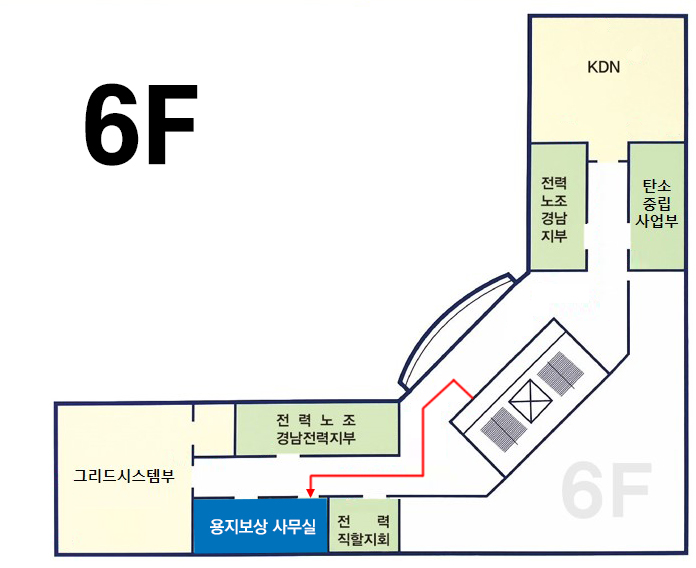 6F
KDN
전력
노조
경남
지부
탄소
중립
사업부
전 력 노 조
경남전력지부
그리드시스템부
용지보상 사무실
전 력
직할지회
6F